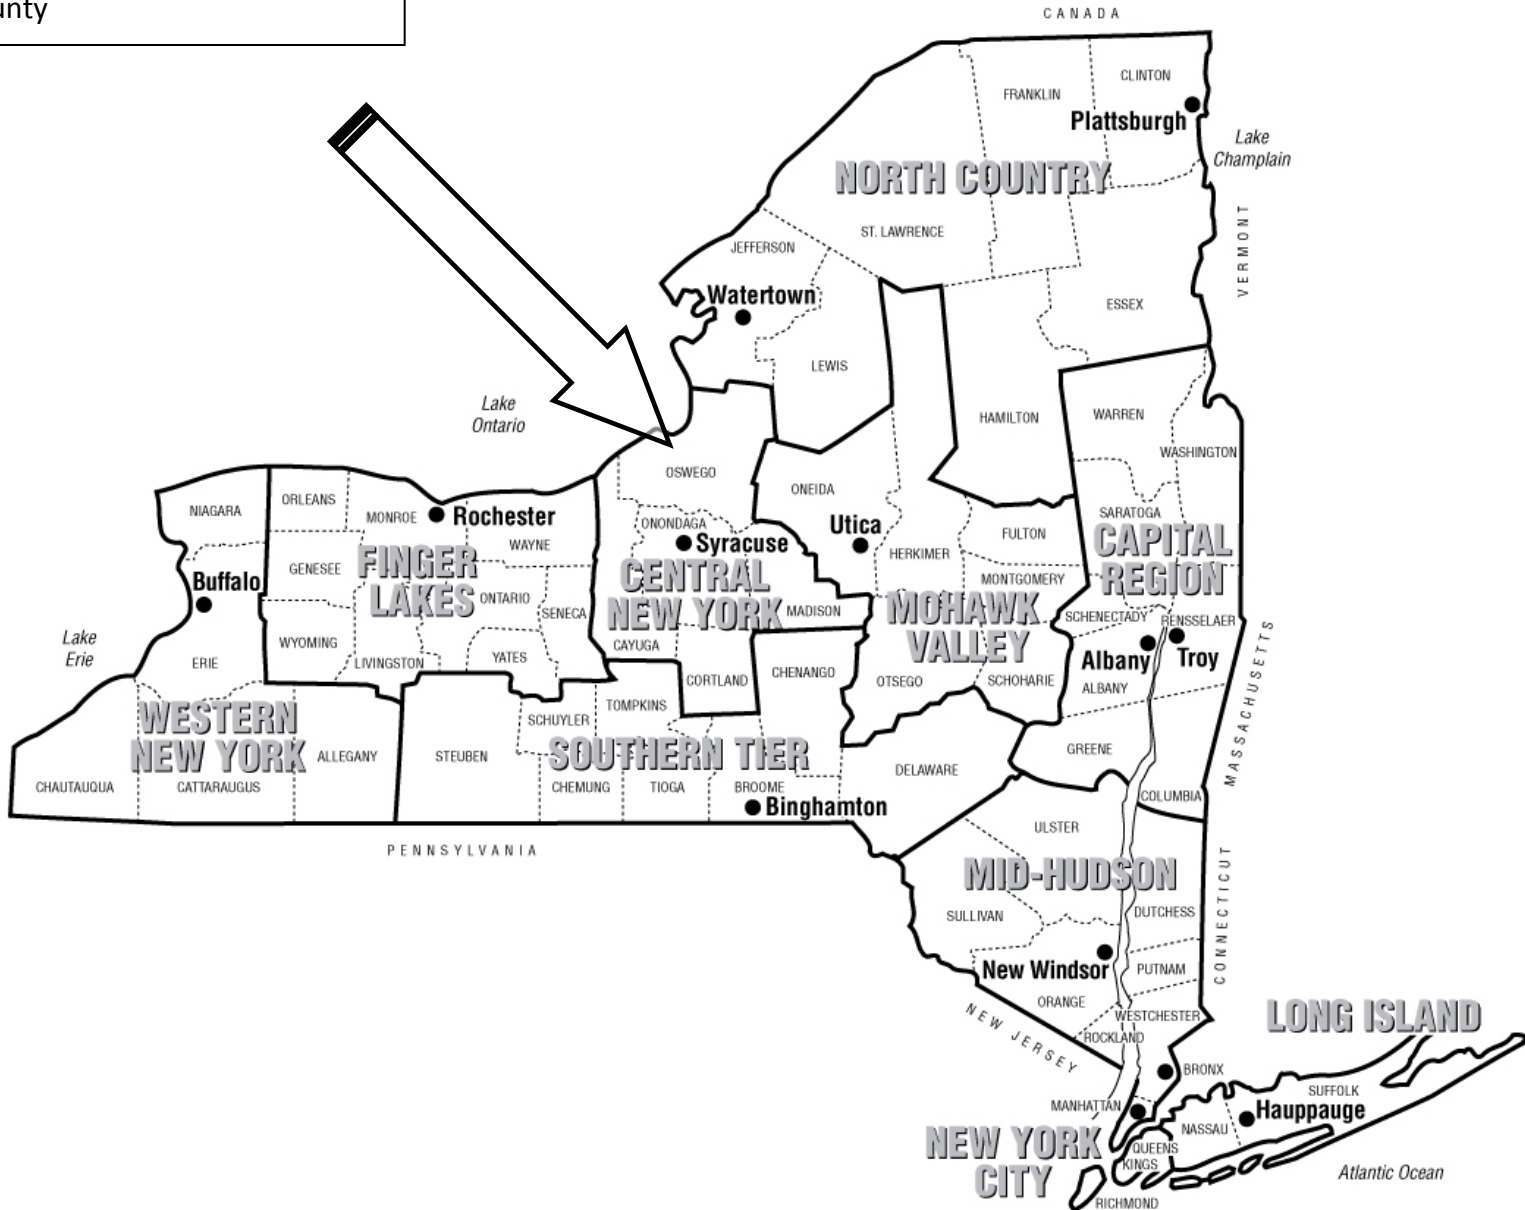 unty
CANADA
CLINTON
FRANKLIN
Plattsburgh
Lake
Champlain
NORTH COUNTRY
VERMONT
ST. LAWRENCE
JEFFERSON
Watertown
ESSEX
LEWIS
Lake
Ontario
HAMILTON
WARREN
WASHINGTON
OSWEGO
ONEIDA
NIAGARA
ORLEANS
MONROE
Rochester
WAYNE
ONONDAGA
Syracuse
Utica
HERKIMER
FULTON
SARATOGA
CAPITAL
REGION
GENESEE
FINGER
LAKES
ONTARIO
SENECA
CENTRAL
NEW YORK
MADISON
MONTGOMERY
MOHAWK
VALLEY
SCHENECTADY
RENSSELAER
Buffalo
Lake
Erie
ERIE
WYOMING
LIVINGSTON
YATES
CAYUGA
CORTLAND
CHENANGO
OTSEGO
SCHOHARIE
Albany
Troy
ALBANY
MASSACHUSETTS
WESTERN
NEW YORK
ALLEGANY
STEUBEN
SCHUYLER
TOMPKINS
SOUTHERN TIER
DELAWARE
GREENE
COLUMBIA
CHAUTAUQUA
CATTARAUGUS
CHEMUNG
TIOGA
BROOME
Binghamton
PENNSYLVANIA
ULSTER
MID-HUDSON
SULLIVAN
DUTCHESS
CONNECTICUT
New Windsor
PUTNAM
ORANGE
WESTCHESTER
ROCKLAND
NEW JERSEY
LONG ISLAND
BRONX
SUFFOLK
MANHATTAN
Hauppauge
NASSAU
NEW YORK
CITY
QUEENS
KINGS
RICHMOND
Atlantic Ocean